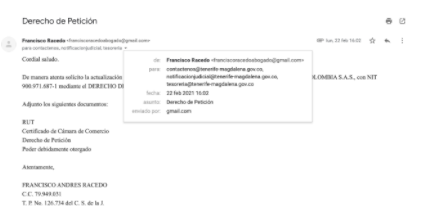 Derecho de Petición
Francisco Racedo <franciscoracedoabogado@gmail.com>
lun, 22 feb 16:02
para contactenos, notificacionjudicial, tesoreria
Cordial saludo.
De manera atenta solicito la actualización
OLOMBIA S.A.S., con NIT
900.971.687-1 mediante el DERECHO DE
de: Francisco Racedo <franciscoracedoabogado@gmail.com>
para: contactenos@tenerife-magdalena.gov.co,
notificacionjudicial@tenerife-magdalena.gov.co,
tesoreria@tenerife-magdalena.gov.co
fecha: 22 feb 2021 16:02
asunto: Derecho de Petición
enviado por: gmail.com
Adjunto los siguientes documentos:
RUT
Certificado de Cámara de Comercio
Derecho de Petición
Poder debidamente otorgado
Atentamente,
FRANCISCO ANDRES RACEDO
C.C. 79.949.031
T. P. No. 126.734 del C. S. de la J.